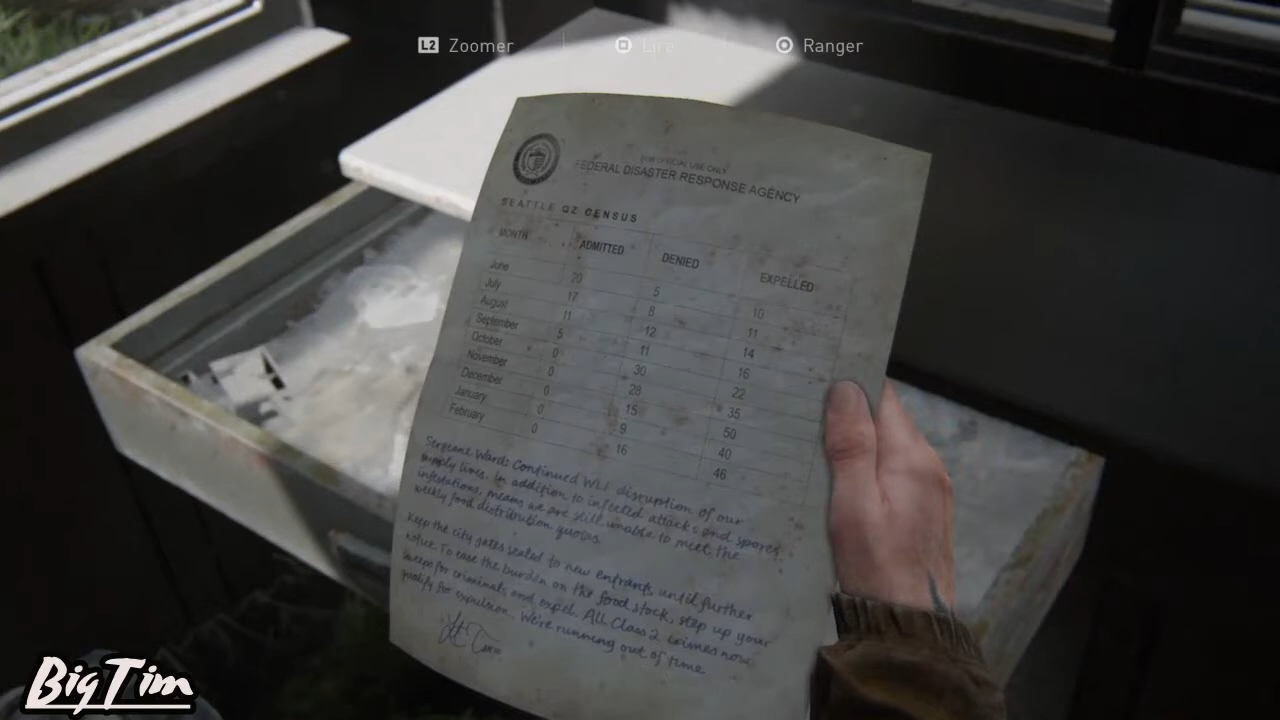 L2 Zoomer Lire Ranger
FOR OFFICIAL USE ONLY
FEDERAL DISASTER RESPONSE AGENCY
SEATTLE QZ CENSUS
MONTH ADMITTED DENIED EXPELLED
June 20 5 10
July 17 8 11
August 11 12 14
September 5 11 16
October 0 30 22
November 0 28 35
December 0 15 50
January 0 9 40
February 0 16 46
Sergeant Ward: Continued WLF disruption of our
supply lines, in addition to infected attacks and spores
infestations, means we are still unable to meet the
weekly food distribution quotas.
Keep the city gates sealed to new entrants until further
notice. To ease the burden on the food stock, step up your
sweeps for criminals and expel. All Class 2 crimes now
qualify for expulsion. We're running out of time
BigTim